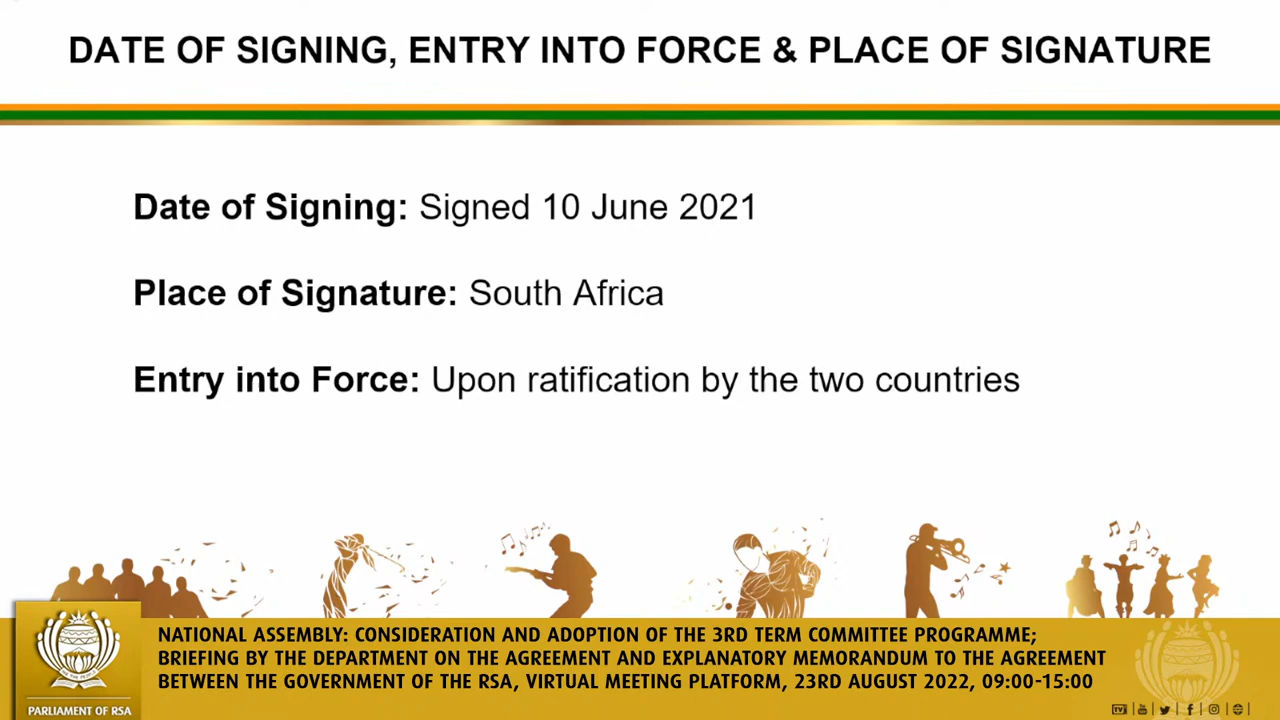 DATE OF SIGNING, ENTRY INTO FORCE & PLACE OF SIGNATURE
Date of Signing: Signed 10 June 2021
Place of Signature: South Africa
Entry into Force: Upon ratification by the two countries
NATIONAL ASSEMBLY: CONSIDERATION AND ADOPTION OF THE 3RD TERM COMMITTEE PROGRAMME;
BRIEFING BY THE DEPARTMENT ON THE AGREEMENT AND EXPLANATORY MEMORANDUM TO THE AGREEMENT
BETWEEN THE GOVERNMENT OF THE RSA, VIRTUAL MEETING PLATFORM, 23RD AUGUST 2022, 09:00-15:00
PARLIAMENT OF RSA